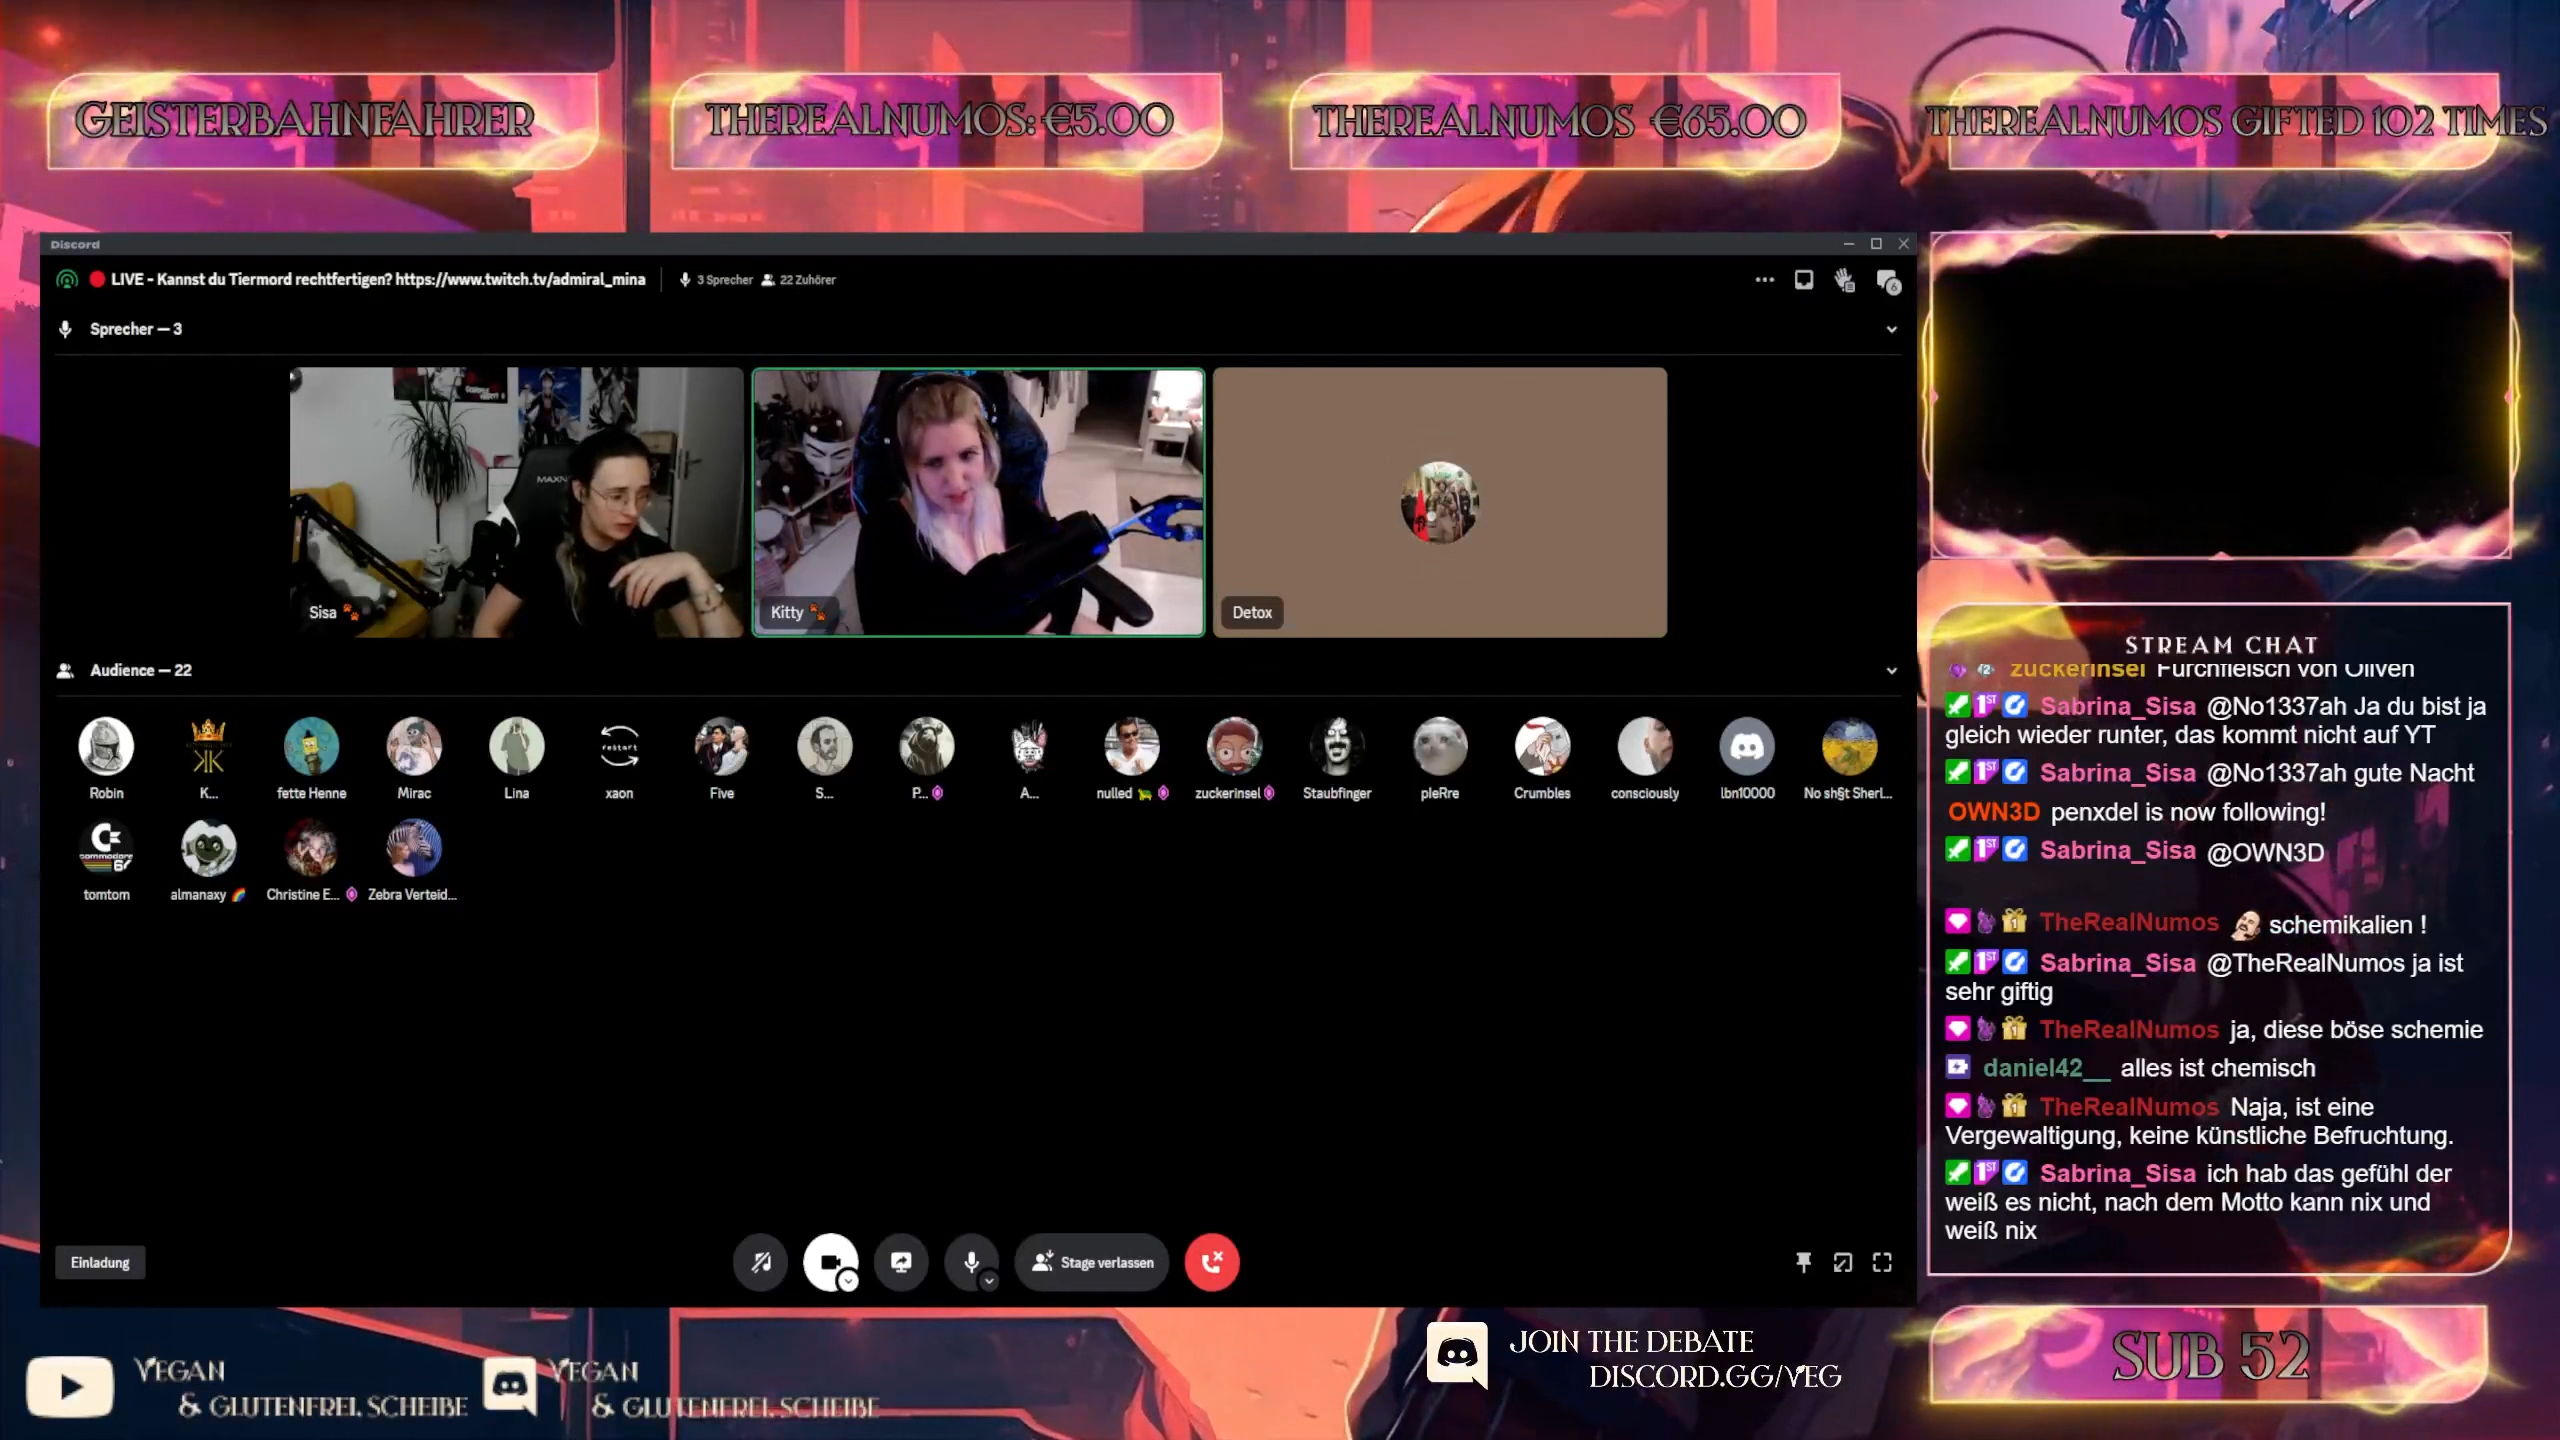 GEISTERBAHNFAHRER
THEREALNUMOS: €5.00
THEREALNUMOS €65.00
THEREALNUMOS GIFTED 102 TIMES
Discord
LIVE - Kannst du Tiermord rechtfertigen? https://www.twitch.tv/admiral_mina
3 Sprecher 22 Zuhörer
6
Sprecher — 3
MAXN
Sisa
Kitty
Detox
Audience — 22
restart
Robin
K...
fette Henne
Mirac
Lina
xaon
Five
S...
P...
A...
nulled
zuckerinsel
Staubfinger
pleRre
Crumbles
consciously
lbn10000
No sh§t Sherl...
commodore
64
tomtom
almanaxy
Christine E...
Zebra Verteid...
Einladung
Stage verlassen
STREAM CHAT
zuckerinsel Furchfleisch von Oliven
Sabrina_Sisa @No1337ah Ja du bist ja
gleich wieder runter, das kommt nicht auf YT
Sabrina_Sisa @No1337ah gute Nacht
OWN3D penxdel is now following!
Sabrina_Sisa @OWN3D
TheRealNumos schemikalien !
Sabrina_Sisa @TheRealNumos ja ist
sehr giftig
TheRealNumos ja, diese böse schemie
daniel42__ alles ist chemisch
TheRealNumos Naja, ist eine
Vergewaltigung, keine künstliche Befruchtung.
Sabrina_Sisa ich hab das gefühl der
weiß es nicht, nach dem Motto kann nix und
weiß nix
VEGAN
& GLUTENFREI, SCHEIBE
VEGAN
& GLUTENFREI, SCHEIBE
JOIN THE DEBATE
DISCORD.GG/VEG
SUB 52